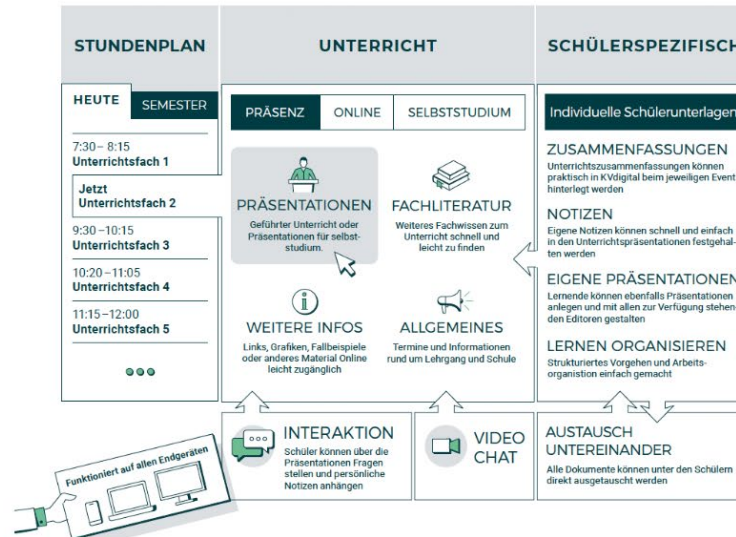 STUNDENPLAN
HEUTE
SEMESTER
7:30 – 8:15
Unterrichtsfach 1
Jetzt
Unterrichtsfach 2
9:30 –10:15
Unterrichtsfach 3
10:20 –11:05
Unterrichtsfach 4
11:15 –12:00
Unterrichtsfach 5
UNTERRICHT
PRÄSENZ
ONLINE
SELBSTSTUDIUM
PRÄSENTATIONEN
Geführter Unterricht oder
Präsentationen für selbst-
studium.
FACHLITERATUR
Weiteres Fachwissen zum
Unterricht schnell und
leicht zu finden
WEITERE INFOS
Links, Grafiken, Fallbeispiele
oder anderes Material Online
leicht zugänglich
ALLGEMEINES
Termine und Informationen
rund um Lehrgang und Schule
SCHÜLERSPEZIFISCH
Individuelle Schülerunterlagen
ZUSAMMENFASSUNGEN
Unterrichtszusammenfassungen können
praktisch in KVdigital beim jeweiligen Event
hinterlegt werden
NOTIZEN
Eigene Notizen können schnell und einfach
in den Unterrichtspräsentationen festgehal-
ten werden
EIGENE PRÄSENTATIONEN
Lernende können ebenfalls Präsentationen
anlegen und mit allen zur Verfügung stehen-
den Editoren gestalten
LERNEN ORGANISIEREN
Strukturiertes Vorgehen und Arbeits-
organistion einfach gemacht
INTERAKTION
Schüler können über die
Präsentationen Fragen
stellen und persönliche
Notizen anhängen
VIDEO
CHAT
AUSTAUSCH
UNTEREINANDER
Alle Dokumente können unter den Schülern
direkt ausgetauscht werden
Funktioniert auf allen Endgeräten